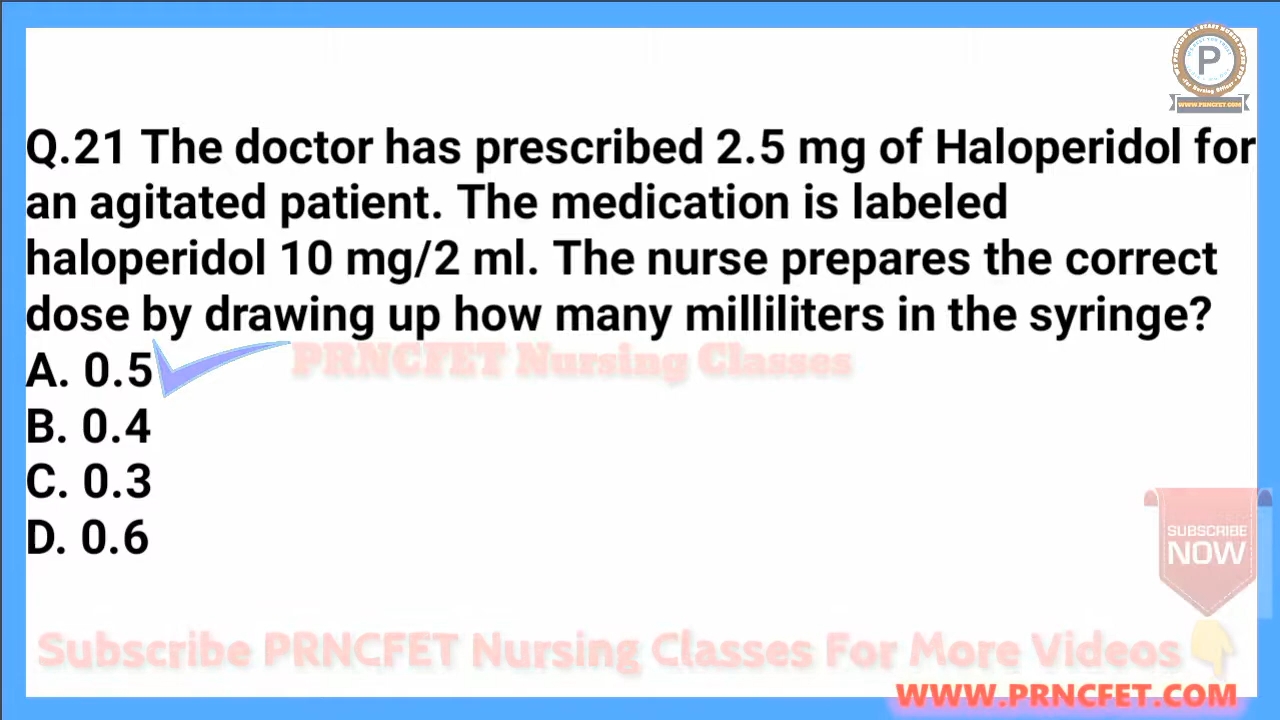 P
WWW.PRNCFET.COM
Q.21 The doctor has prescribed 2.5 mg of Haloperidol for
an agitated patient. The medication is labeled
haloperidol 10 mg/2 ml. The nurse prepares the correct
dose by drawing up how many milliliters in the syringe?
A. 0.5
PRNCFET Nursing Classes
B. 0.4
C. 0.3
D. 0.6
SUBSCRIBE
NOW
Subscribe PRNCFET Nursing Classes For More Videos
WWW.PRNCFET.COM